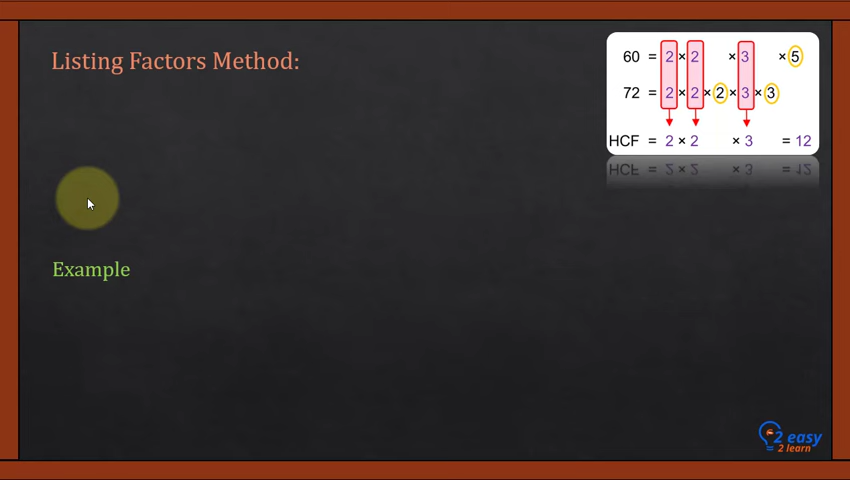 Listing Factors Method:
60 = 2 × 2 × 3 × 5
72 = 2 × 2 × 2 × 3 × 3
HCF = 2 × 2 × 3 = 12
Example
2 easy
2 learn